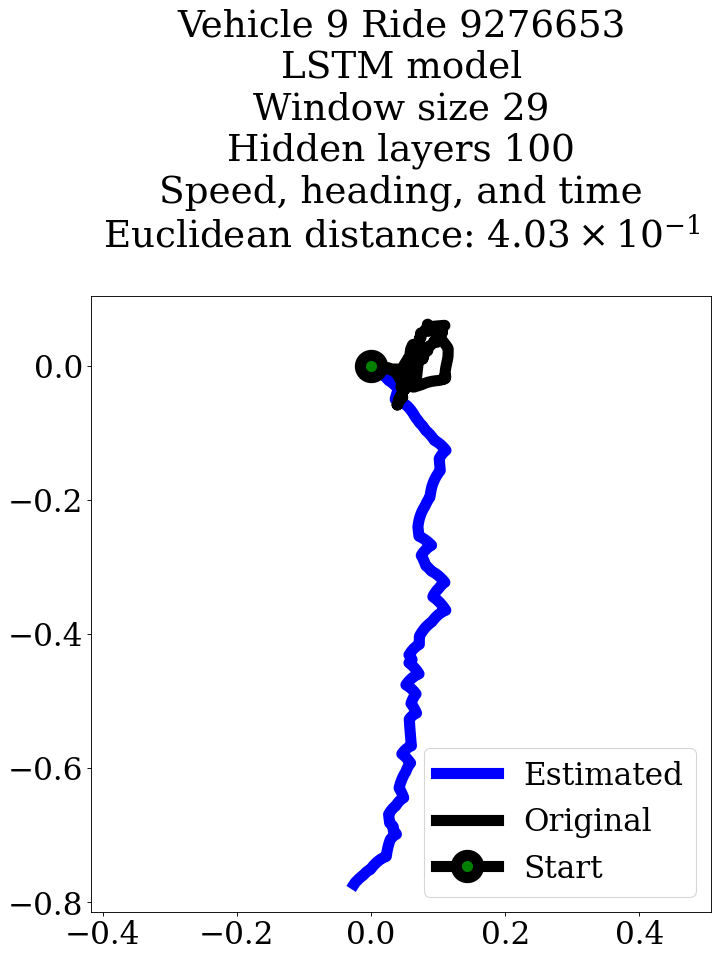 Vehicle 9 Ride 9276653
LSTM model
Window size 29
Hidden layers 100
Speed, heading, and time
Euclidean distance: 4.03 × 10⁻¹
0.0
−0.2
−0.4
−0.6
−0.8
Estimated
Original
Start
−0.4 −0.2 0.0 0.2 0.4